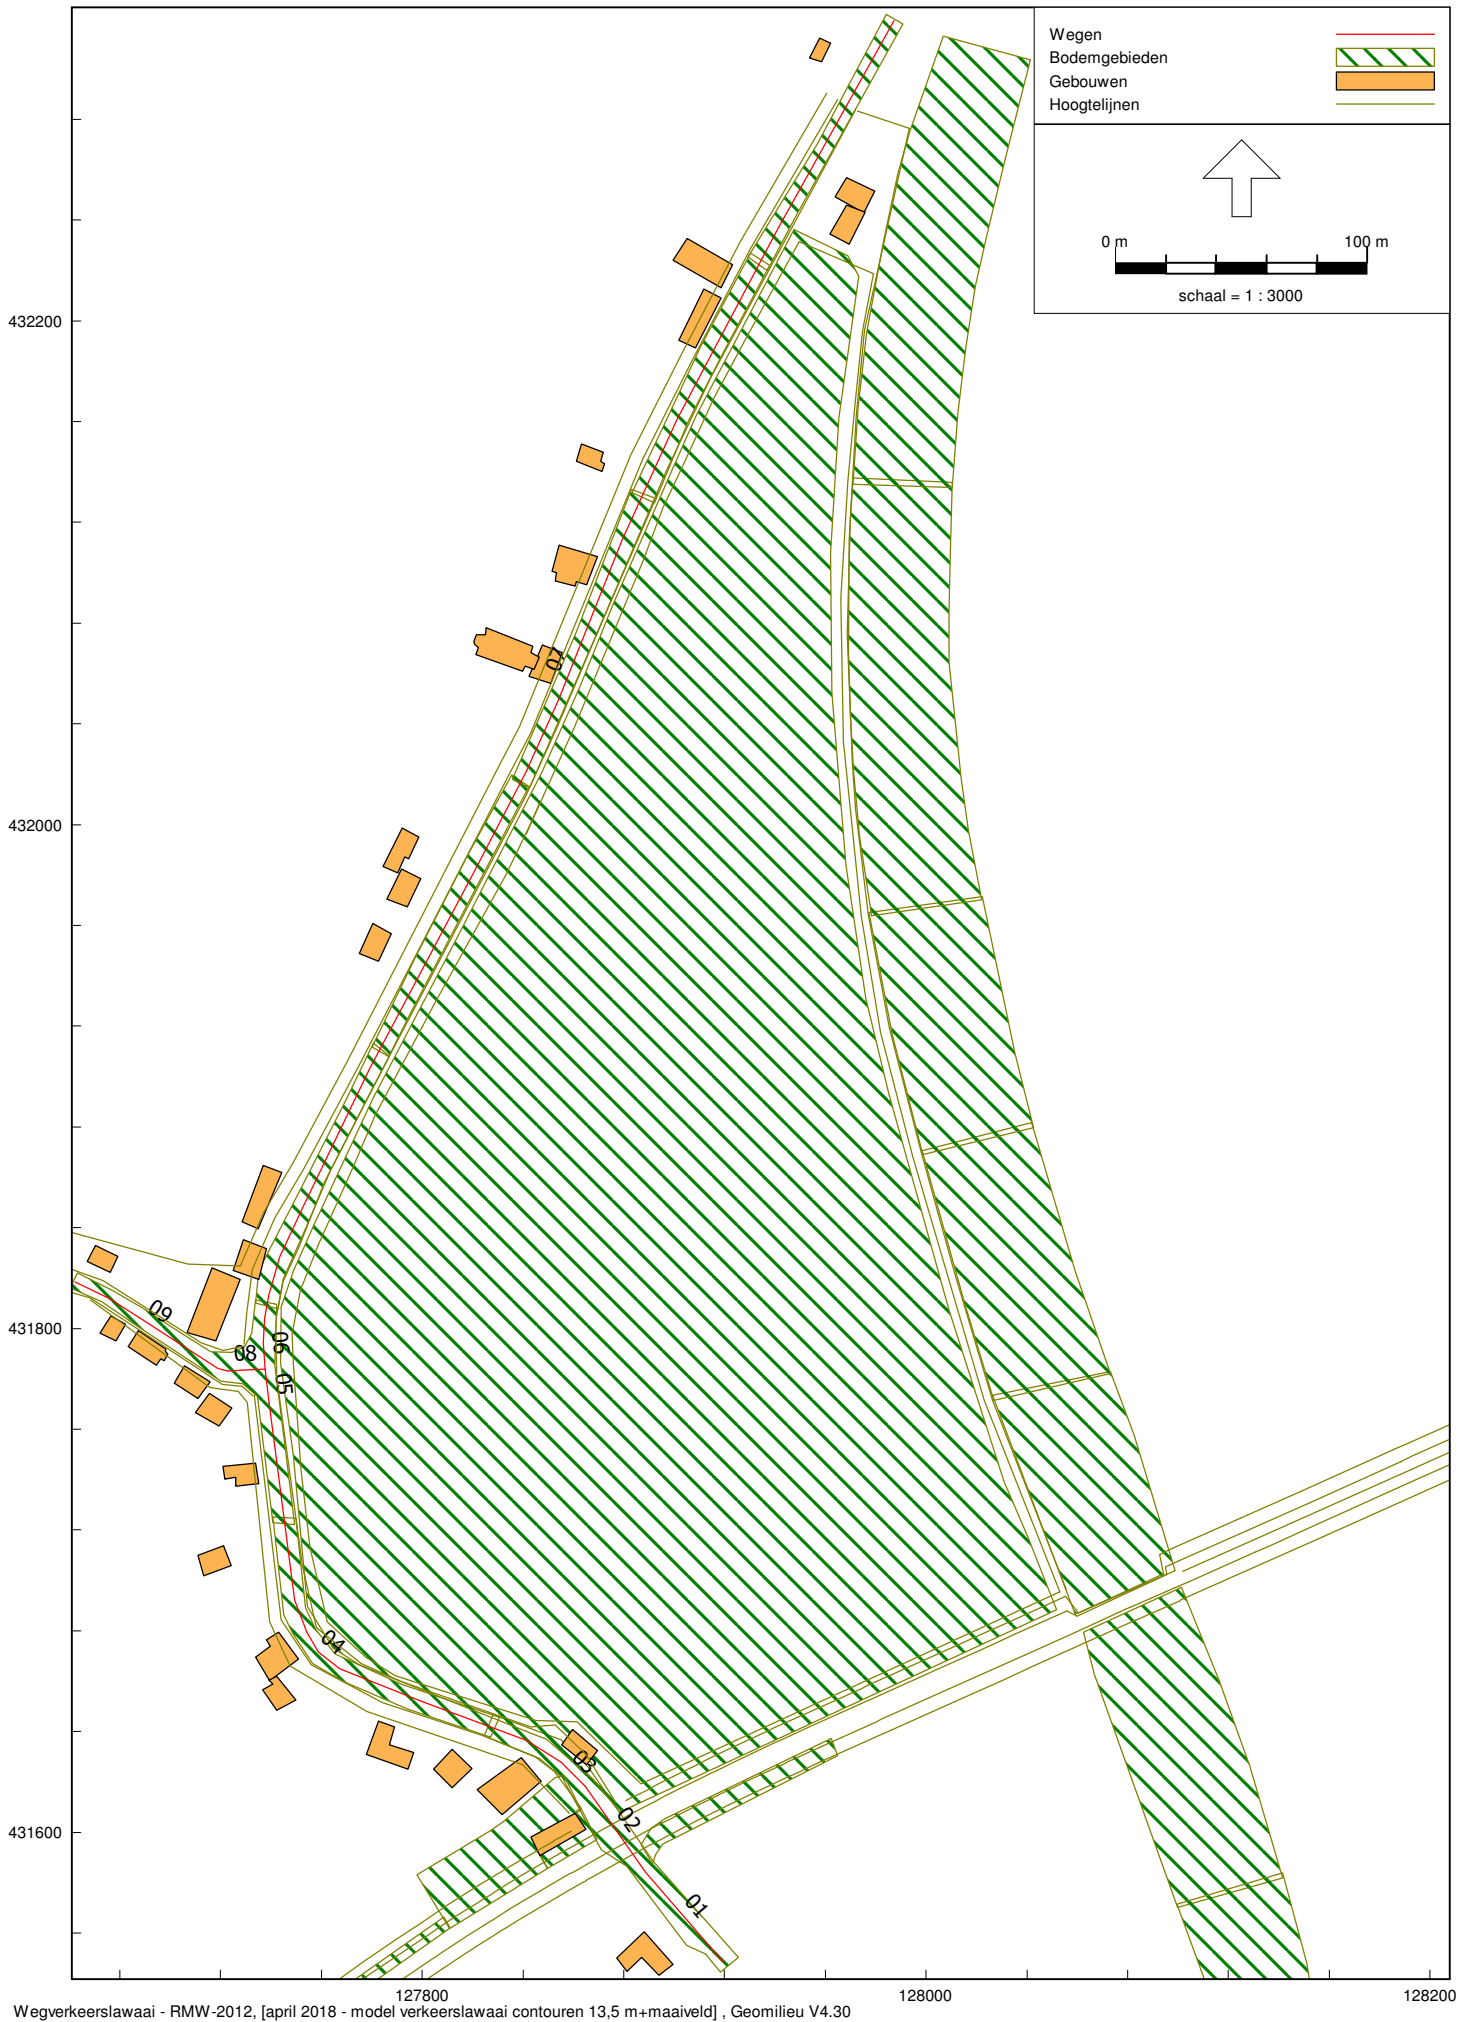 Wegen
Bodemgebieden
Gebouwen
Hoogtelijnen
0 m 100 m
schaal = 1 : 3000
432200
07
432000
09
431800
08
06
05
04
03
02
431600
01
127800 128000 128200
Wegverkeerslawaai - RMW-2012, [april 2018 - model verkeerslawaai contouren 13,5 m+maaiveld] , Geomilieu V4.30